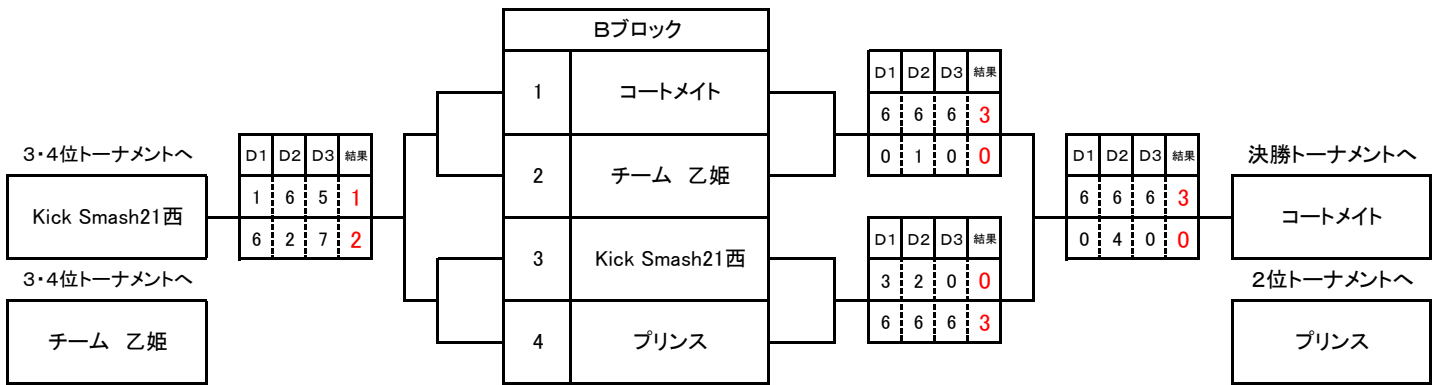 Bブロック
1 コートメイト
2 チーム 乙姫
3 Kick Smash21西
4 プリンス
3・4位トーナメントへ
Kick Smash21西
3・4位トーナメントへ
チーム 乙姫
D1 D2 D3 結果
1 6 5 1
6 2 7 2
D1 D2 D3 結果
6 6 6 3
0 1 0 0
D1 D2 D3 結果
3 2 0 0
6 6 6 3
D1 D2 D3 結果
6 6 6 3
0 4 0 0
決勝トーナメントへ
コートメイト
2位トーナメントへ
プリンス